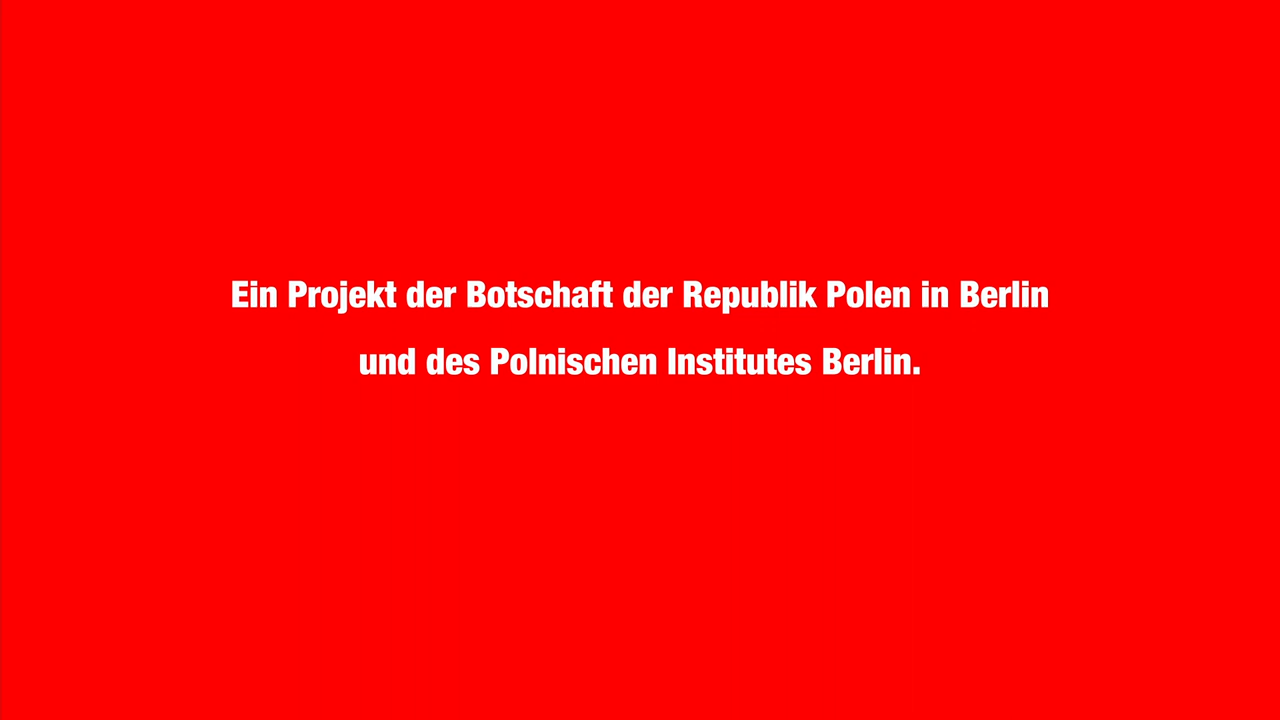 Ein Projekt der Botschaft der Republik Polen in Berlin
und des Polnischen Institutes Berlin.